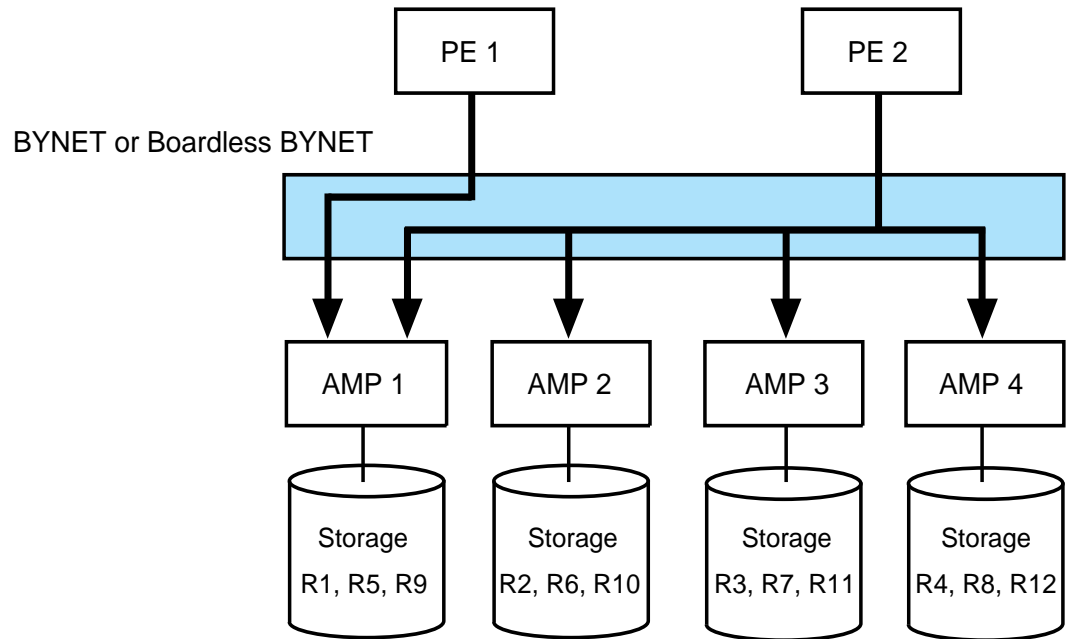 PE 1
PE 2
BYNET or Boardless BYNET
AMP 1
AMP 2
AMP 3
AMP 4
Storage
R1, R5, R9
Storage
R2, R6, R10
Storage
R3, R7, R11
Storage
R4, R8, R12